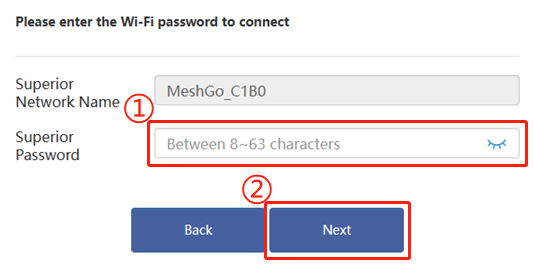 Please enter the Wi-Fi password to connect
Superior
Network Name
MeshGo_C1B0
①
Superior
Password
Between 8~63 characters
②
Back
Next